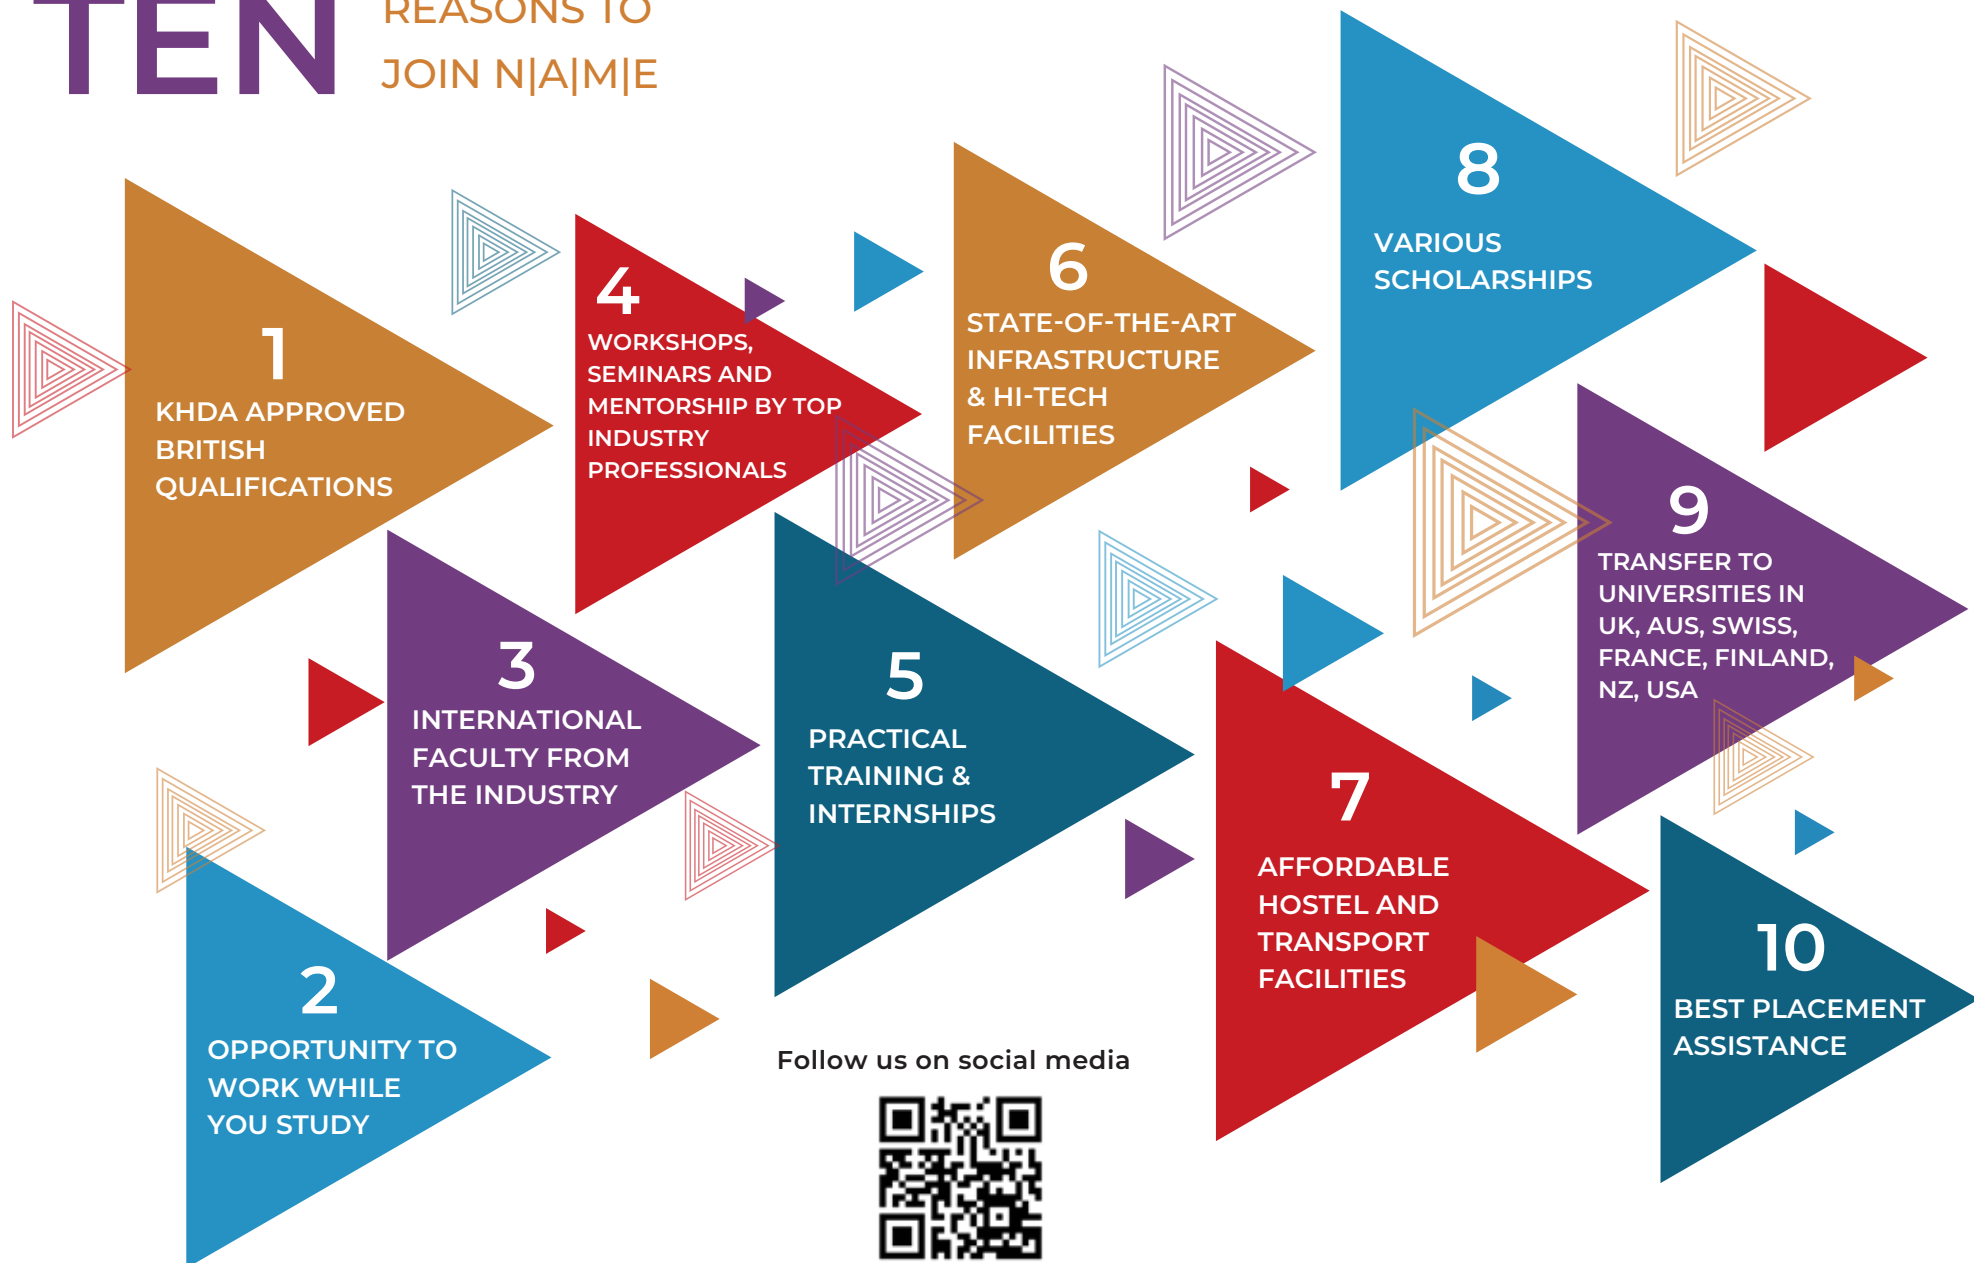 TEN
REASONS TO
JOIN N|A|M|E
1
KHDA APPROVED
BRITISH
QUALIFICATIONS
2
OPPORTUNITY TO
WORK WHILE
YOU STUDY
3
INTERNATIONAL
FACULTY FROM
THE INDUSTRY
4
WORKSHOPS,
SEMINARS AND
MENTORSHIP BY TOP
INDUSTRY
PROFESSIONALS
5
PRACTICAL
TRAINING &
INTERNSHIPS
6
STATE-OF-THE-ART
INFRASTRUCTURE
& HI-TECH
FACILITIES
7
AFFORDABLE
HOSTEL AND
TRANSPORT
FACILITIES
8
VARIOUS
SCHOLARSHIPS
9
TRANSFER TO
UNIVERSITIES IN
UK, AUS, SWISS,
FRANCE, FINLAND,
NZ, USA
10
BEST PLACEMENT
ASSISTANCE
Follow us on social media